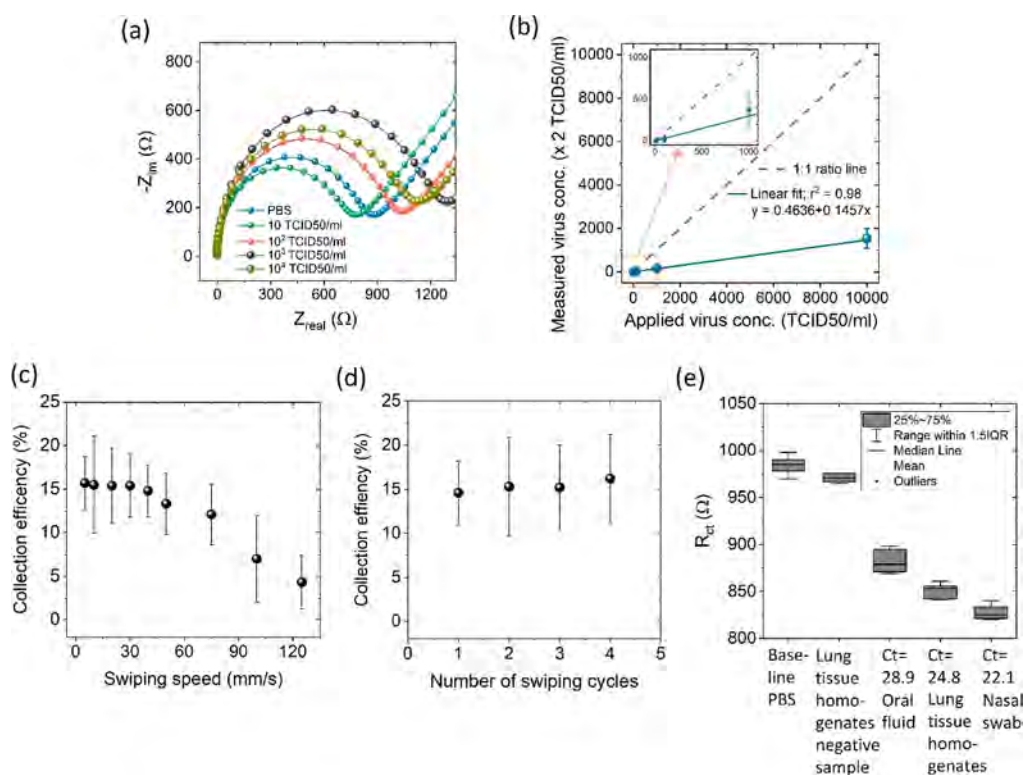 (a)
800
600
400
200
0
-Z_im (Ω)
PBS
10 TCID50/ml
10² TCID50/ml
10³ TCID50/ml
10⁴ TCID50/ml
0 300 600 900 1200
Z_real (Ω)
(b)
10000
8000
6000
4000
2000
0
Measured virus conc. (x 2 TCID50/ml)
1000
500
0
0 500 1000
1:1 ratio line
Linear fit; r² = 0.98
y = 0.4636+0.1457x
0 2000 4000 6000 8000 10000
Applied virus conc. (TCID50/ml)
(c)
25
20
15
10
5
0
Collection efficency (%)
0 30 60 90 120
Swiping speed (mm/s)
(d)
25
20
15
10
5
0
Collection effiency (%)
0 1 2 3 4 5
Number of swiping cycles
(e)
1050
1000
950
900
850
800
R_ct (Ω)
25%~75%
Range within 1.5IQR
Median Line
Mean
Outliers
Base-
line
PBS
Lung
tissue
homo-
genates
negative
sample
Ct=
28.9
Oral
fluid
Ct=
24.8
Lung
tissue
homo-
genates
Ct=
22.1
Nasal
swab